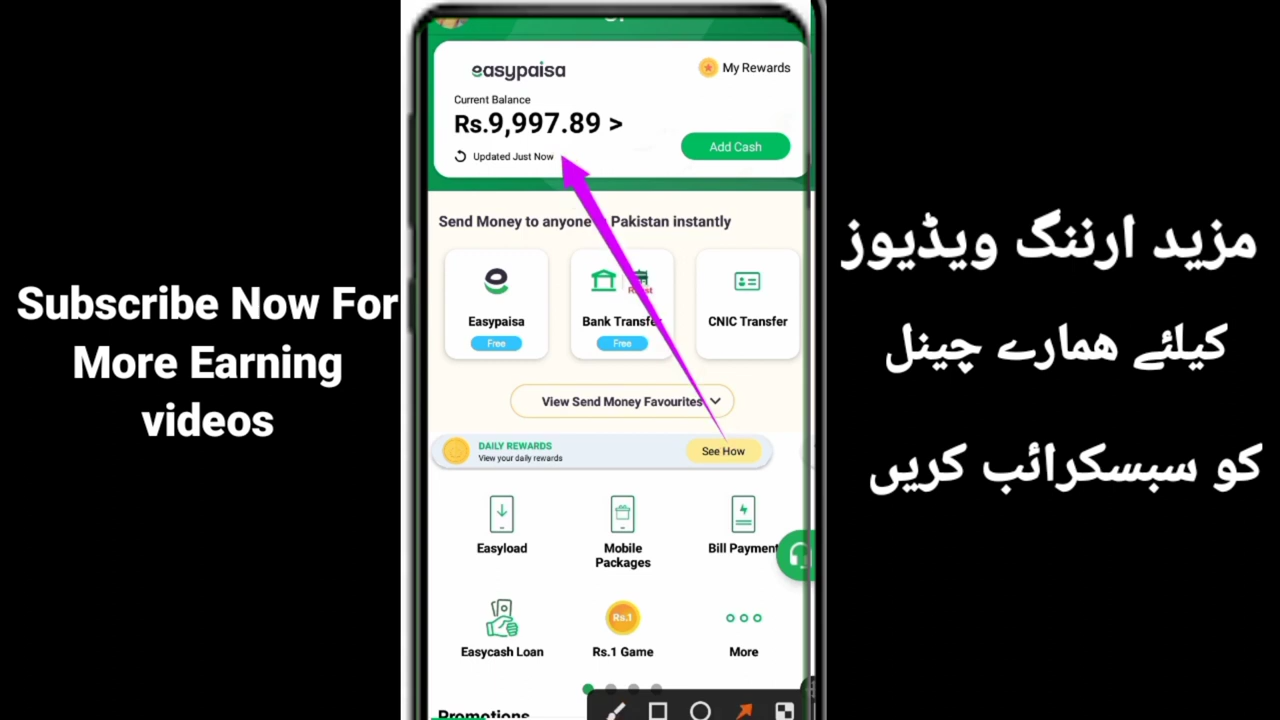 Subscribe Now For
More Earning
videos
easypaisa
My Rewards
Current Balance
Rs.9,997.89 >
Updated Just Now
Add Cash
Send Money to anyone Pakistan instantly
Easypaisa
Free
Bank Transfer
Free
CNIC Transfer
View Send Money Favourites
DAILY REWARDS
View your daily rewards
See How
Easyload
Mobile
Packages
Bill Payment
Easycash Loan
Rs.1
Rs.1 Game
More
Promotions
مزید ارننگ ویڈیوز
کیلئے ھمارے چینل
کو سبسکرائب کریں